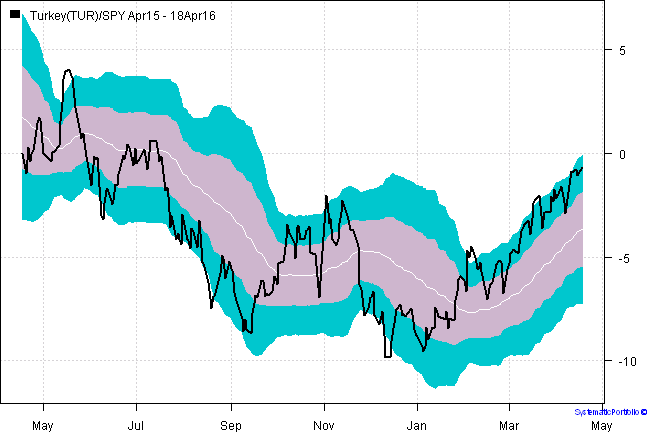 Turkey(TUR)/SPY Apr15 - 18Apr16
5
0
-5
-10
SystematicPortfolio ©
May Jul Sep Nov Jan Mar May